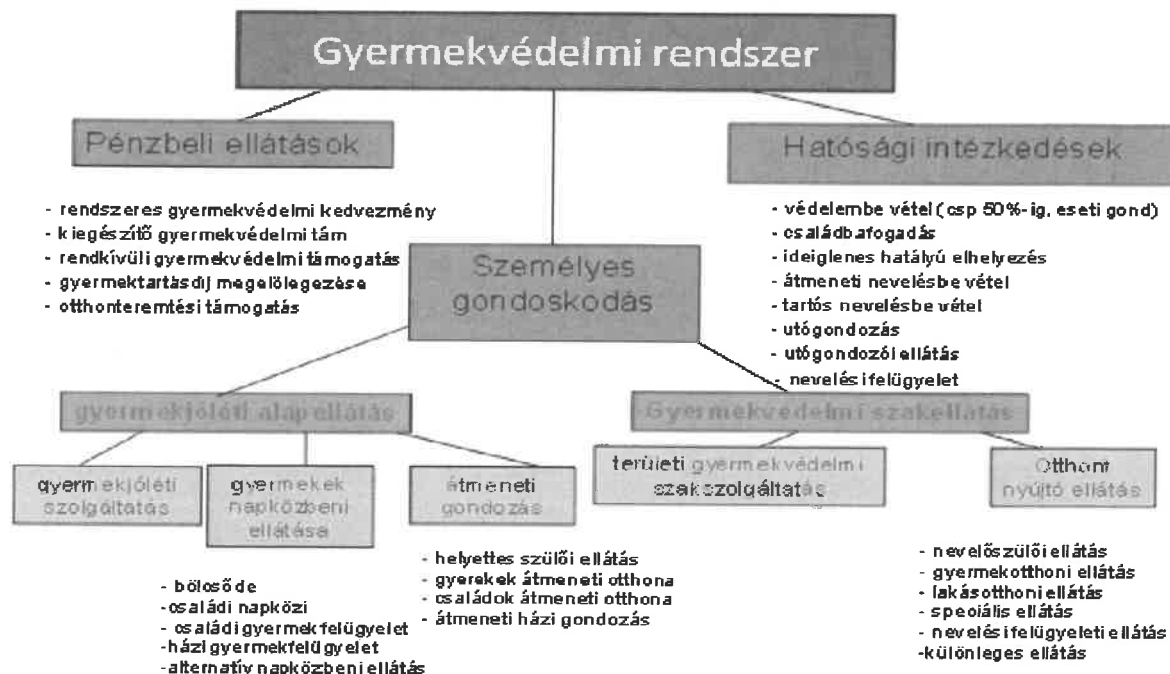 Gyermekvédelmi rendszer
Pénzbeli ellátások
- rendszeres gyermekvédelmi kedvezmény
- kiegészítő gyermekvédelmi tám
- rendkívüli gyermekvédelmi támogatás
- gyermektartásdíj megelőlegezése
- otthonteremtési támogatás
Hatósági intézkedések
- védelembe vétel (csp 50%-ig, eseti gond)
- családbafogadás
- ideiglenes hatályú elhelyezés
- átmeneti nevelésbe vétel
- tartós nevelésbe vétel
- utógondozás
- utógondozói ellátás
- nevelési felügyelet
Személyes
gondoskodás
gyermekjóléti alapellátás
Gyermekvédelmi szakellátás
gyermekjóléti
szolgáltatás
gyermekek
napközbeni
ellátása
átmeneti
gondozás
területi gyermekvédelmi
szakszolgáltatás
Otthont
nyújtó ellátás
- bölcsőde
-családi napközi
- családi gyermekfelügyelet
-házi gyermekfelügyelet
-alternatív napközbeni ellátás
- helyettes szülői ellátás
- gyerekek átmeneti otthona
- családok átmeneti otthona
- átmeneti házi gondozás
- nevelőszülői ellátás
- gyermekotthoni ellátás
- lakásotthoni ellátás
- speciális ellátás
- nevelési felügyeleti ellátás
-különleges ellátás